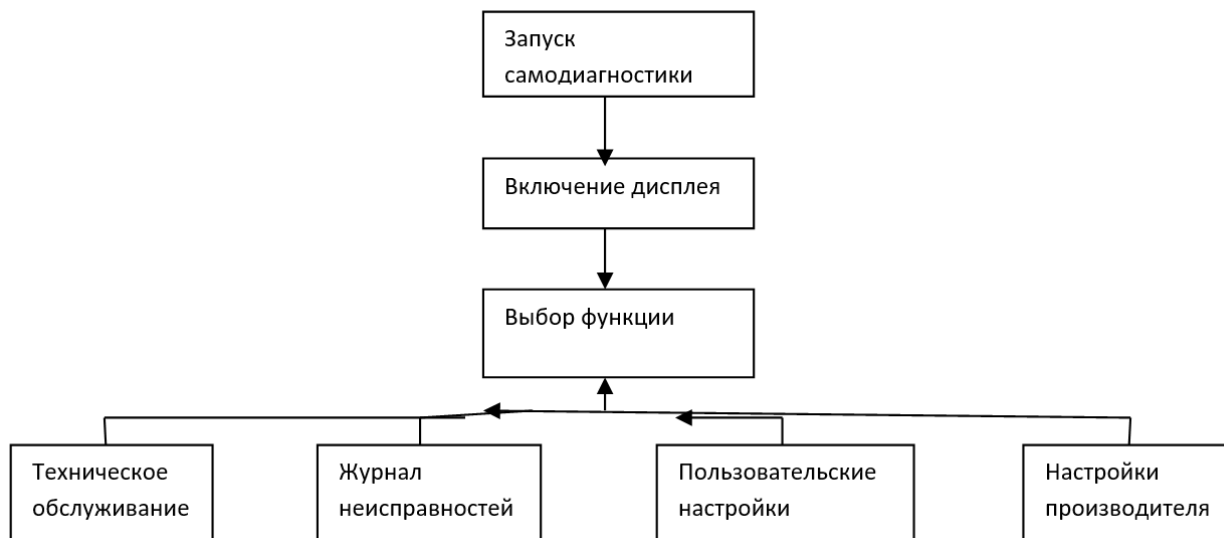 Запуск
самодиагностики
Включение дисплея
Выбор функции
Техническое
обслуживание
Журнал
неисправностей
Пользовательские
настройки
Настройки
производителя